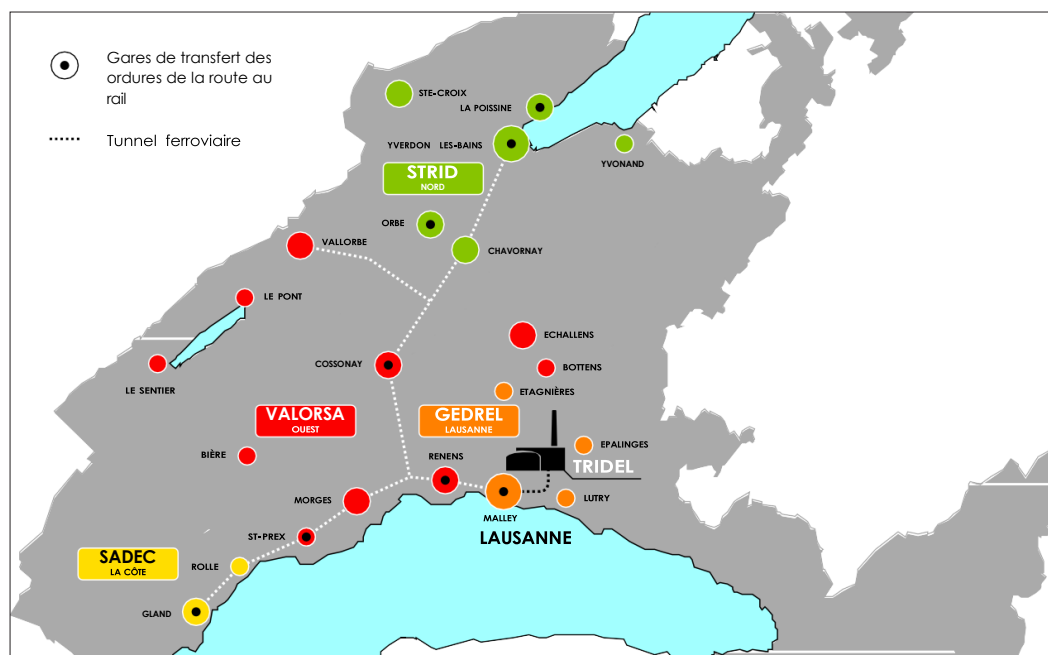 Gares de transfert des
ordures de la route au
rail
Tunnel ferroviaire
STE-CROIX
LA POISSINE
YVERDON LES-BAINS
YVONAND
STRID
NORD
ORBE
CHAVORNAY
VALLORBE
LE PONT
ECHALLENS
COSSONAY
BOTTENS
LE SENTIER
ETAGNIÈRES
VALORSA
OUEST
GEDREL
LAUSANNE
EPALINGES
BIÈRE
RENENS
TRIDEL
MORGES
LUTRY
MALLEY
ST-PREX
LAUSANNE
SADEC
LA CÔTE
ROLLE
GLAND